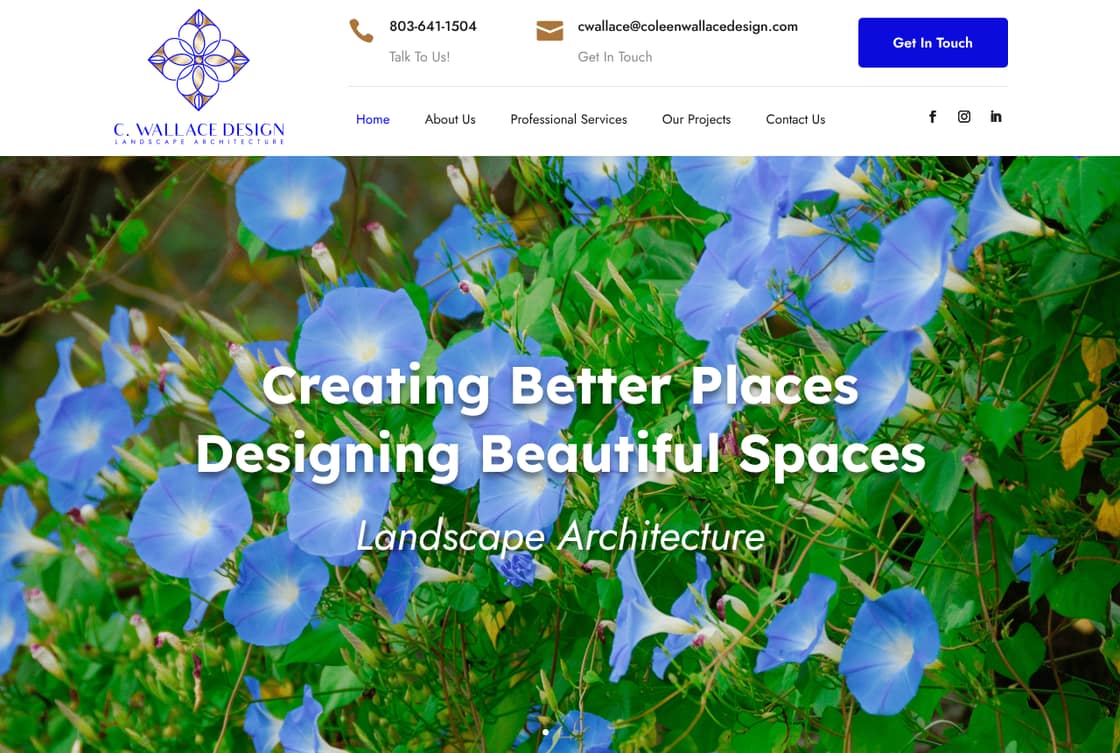 C. WALLACE DESIGN
LANDSCAPE ARCHITECTURE
803-641-1504
Talk To Us!
cwallace@coleenwallacedesign.com
Get In Touch
Get In Touch
Home
About Us
Professional Services
Our Projects
Contact Us
Creating Better Places
Designing Beautiful Spaces
Landscape Architecture